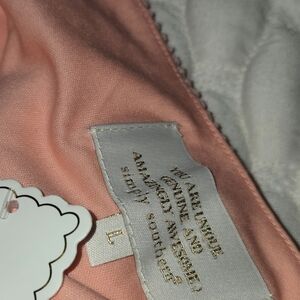 YOU ARE UNIQUE
GENUINE AND
AMAZINGLY AWESOME!
simply southern
L